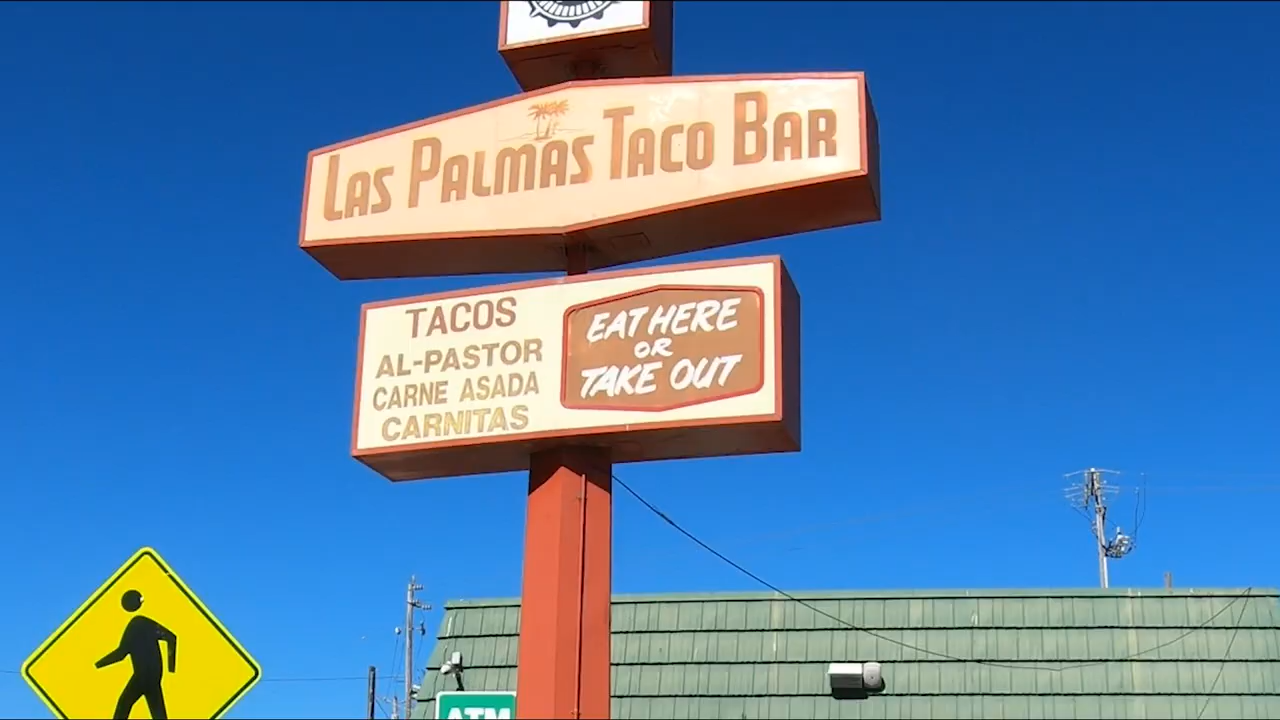 LAS PALMAS TACO BAR
TACOS
AL-PASTOR
CARNE ASADA
CARNITAS
EAT HERE
OR
TAKE OUT
ATM